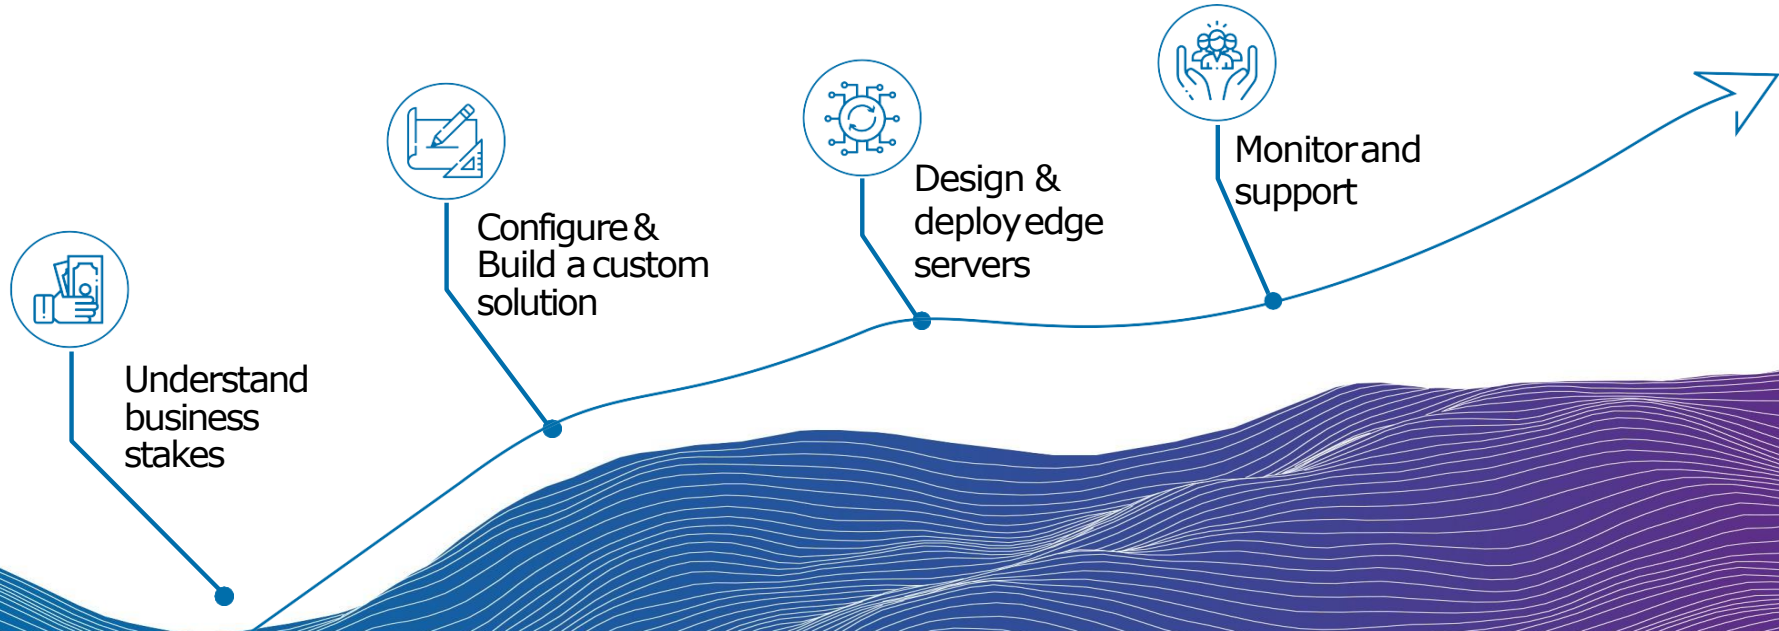 Understand
business
stakes
Configure &
Build a custom
solution
Design &
deploy edge
servers
Monitor and
support